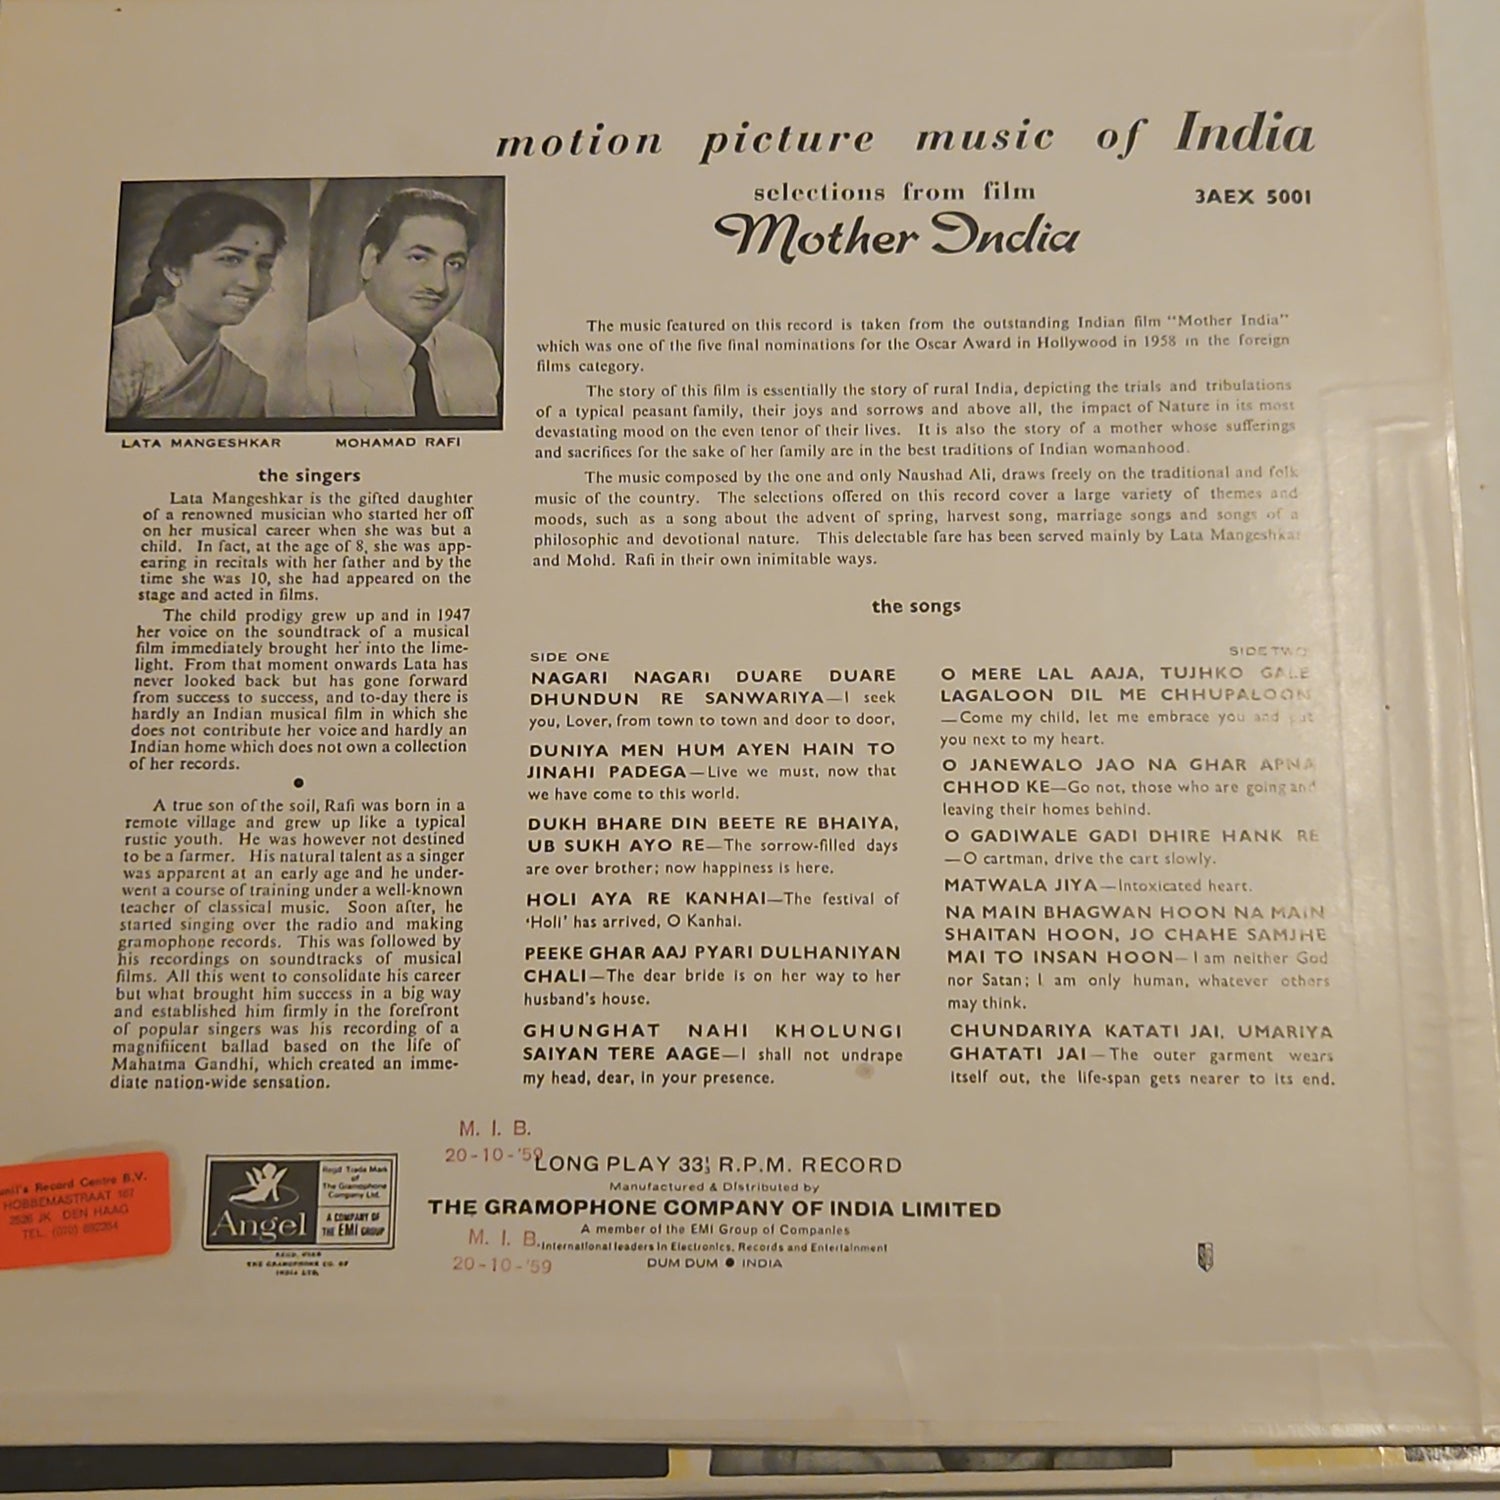 motion picture music of India
selections from film
3AEX 5001
Mother India
LATA MANGESHKAR
MOHAMAD RAFI
the singers
Lata Mangeshkar is the gifted daughter
of a renowned musician who started her off
on her musical career when she was but a
child. In fact, at the age of 8, she was app-
earing in recitals with her father and by the
time she was 10, she had appeared on the
stage and acted in films.
The child prodigy grew up and in 1947
her voice on the soundtrack of a musical
film immediately brought her into the lime-
light. From that moment onwards Lata has
never looked back but has gone forward
from success to success, and to-day there is
hardly an Indian musical film in which she
does not contribute her voice and hardly an
Indian home which does not own a collection
of her records.
A true son of the soil, Rafi was born in a
remote village and grew up like a typical
rustic youth. He was however not destined
to be a farmer. His natural talent as a singer
was apparent at an early age and he under-
went a course of training under a well-known
teacher of classical music. Soon after, he
started singing over the radio and making
gramophone records. This was followed by
his recordings on soundtracks of musical
films. All this went to consolidate his career
but what brought him success in a big way
and established him firmly in the forefront
of popular singers was his recording of a
magnifiicent ballad based on the life of
Mahatma Gandhi, which created an imme-
diate nation-wide sensation.
The music featured on this record is taken from the outstanding Indian film "Mother India"
which was one of the five final nominations for the Oscar Award in Hollywood in 1958 in the foreign
films category.
The story of this film is essentially the story of rural India, depicting the trials and tribulations
of a typical peasant family, their joys and sorrows and above all, the impact of Nature in its most
devastating mood on the even tenor of their lives. It is also the story of a mother whose sufferings
and sacrifices for the sake of her family are in the best traditions of Indian womanhood.
The music composed by the one and only Naushad Ali, draws freely on the traditional and folk
music of the country. The selections offered on this record cover a large variety of themes and
moods, such as a song about the advent of spring, harvest song, marriage songs and songs of a
philosophic and devotional nature. This delectable fare has been served mainly by Lata Mangeshkar
and Mohd. Rafi in their own inimitable ways.
the songs
SIDE ONE
NAGARI NAGARI DUARE DUARE
DHUNDUN RE SANWARIYA—I seek
you, Lover, from town to town and door to door,
DUNIYA MEN HUM AYEN HAIN TO
JINAHI PADEGA—Live we must, now that
we have come to this world.
DUKH BHARE DIN BEETE RE BHAIYA,
UB SUKH AYO RE—The sorrow-filled days
are over brother; now happiness is here.
HOLI AYA RE KANHAI—The festival of
'Holi' has arrived, O Kanhai.
PEEKE GHAR AAJ PYARI DULHANIYAN
CHALI—The dear bride is on her way to her
husband's house.
GHUNGHAT NAHI KHOLUNGI
SAIYAN TERE AAGE—I shall not undrape
my head, dear, in your presence.
SIDE TWO
O MERE LAL AAJA, TUJHKO GALE
LAGALOON DIL ME CHHUPALOON
—Come my child, let me embrace you and put
you next to my heart.
O JANEWALO JAO NA GHAR APNA
CHHOD KE—Go not, those who are going and
leaving their homes behind.
O GADIWALE GADI DHIRE HANK RE
—O cartman, drive the cart slowly.
MATWALA JIYA—Intoxicated heart.
NA MAIN BHAGWAN HOON NA MAIN
SHAITAN HOON, JO CHAHE SAMJHE
MAI TO INSAN HOON—I am neither God
nor Satan; I am only human, whatever others
may think.
CHUNDARIYA KATATI JAI, UMARIYA
GHATATI JAI—The outer garment wears
itself out, the life-span gets nearer to its end.
M. I. B.
20-10-'59
LONG PLAY 33⅓ R.P.M. RECORD
Manufactured & Distributed by
THE GRAMOPHONE COMPANY OF INDIA LIMITED
A member of the EMI Group of Companies
M. I. B.
International leaders in Electronics, Records and Entertainment
20-10-'59
DUM DUM ● INDIA
Record Centre B.V.
HOBBEMASTRAAT 167
2526 JK DEN HAAG
Angel
Regd Trade Mark
of
The Gramophone
Company Ltd.
A COMPANY OF
THE EMI GROUP
REGD. USER
THE GRAMOPHONE CO. OF
INDIA LTD.